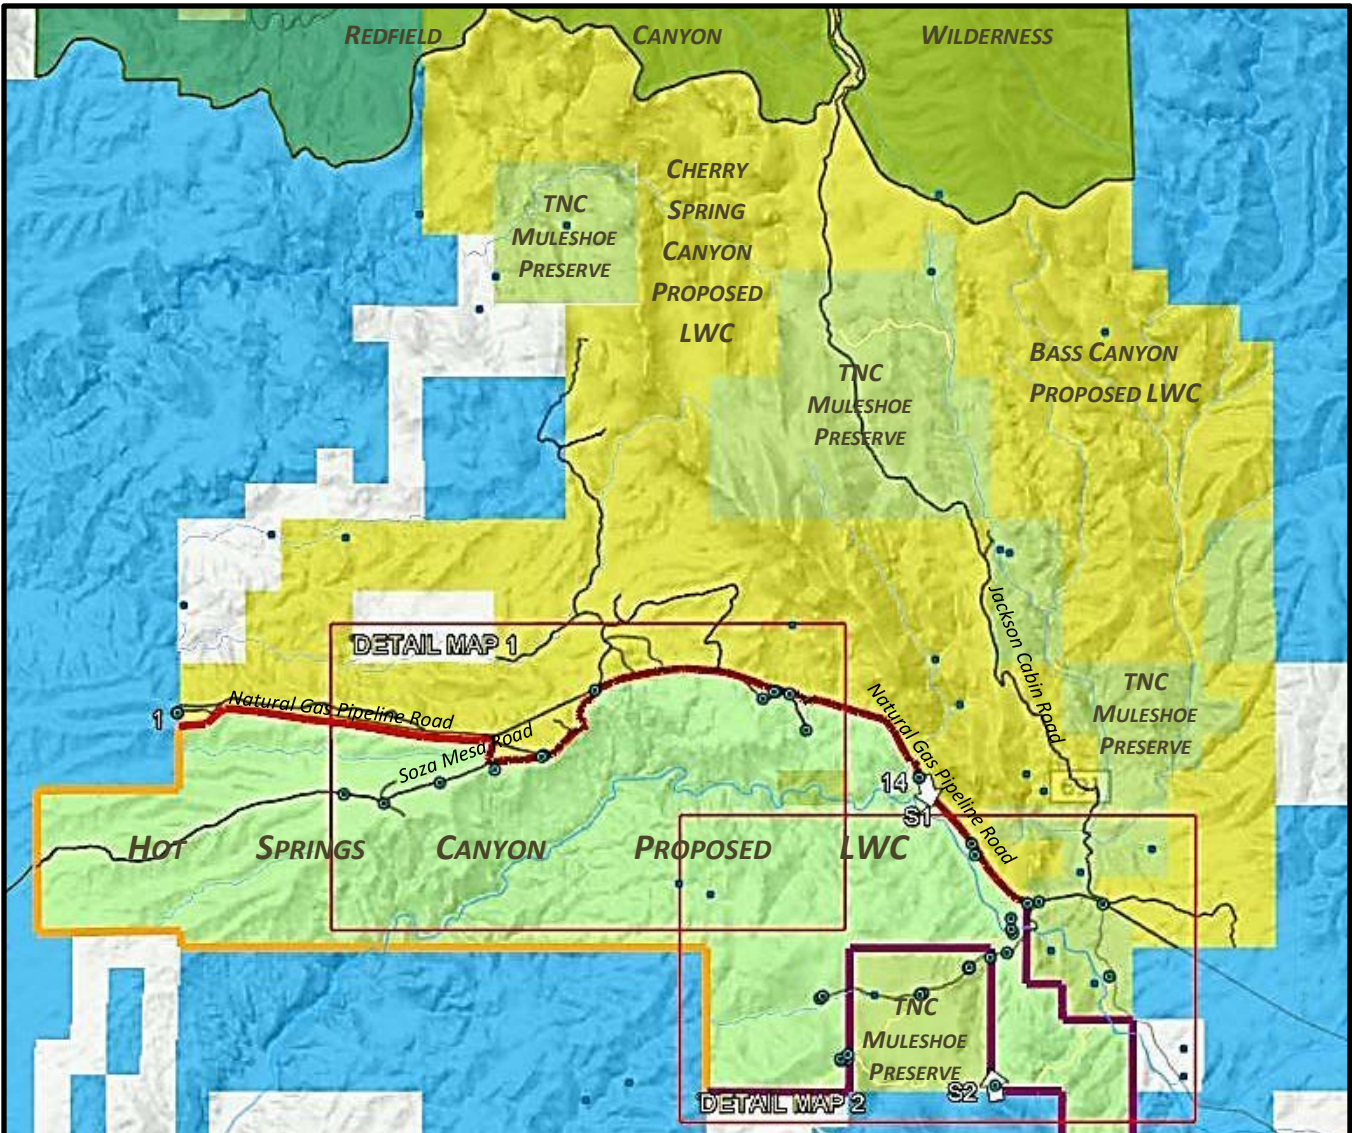 REDFIELD CANYON WILDERNESS
CHERRY
SPRING
CANYON
PROPOSED
LWC
TNC
MULESHOE
PRESERVE
TNC
MULESHOE
PRESERVE
BASS CANYON
PROPOSED LWC
Jackson Cabin Road
DETAIL MAP 1
TNC
MULESHOE
PRESERVE
1
Natural Gas Pipeline Road
Soza Mesa Road
Natural Gas Pipeline Road
14
S1
HOT SPRINGS CANYON PROPOSED LWC
TNC
MULESHOE
PRESERVE
S2
DETAIL MAP 2